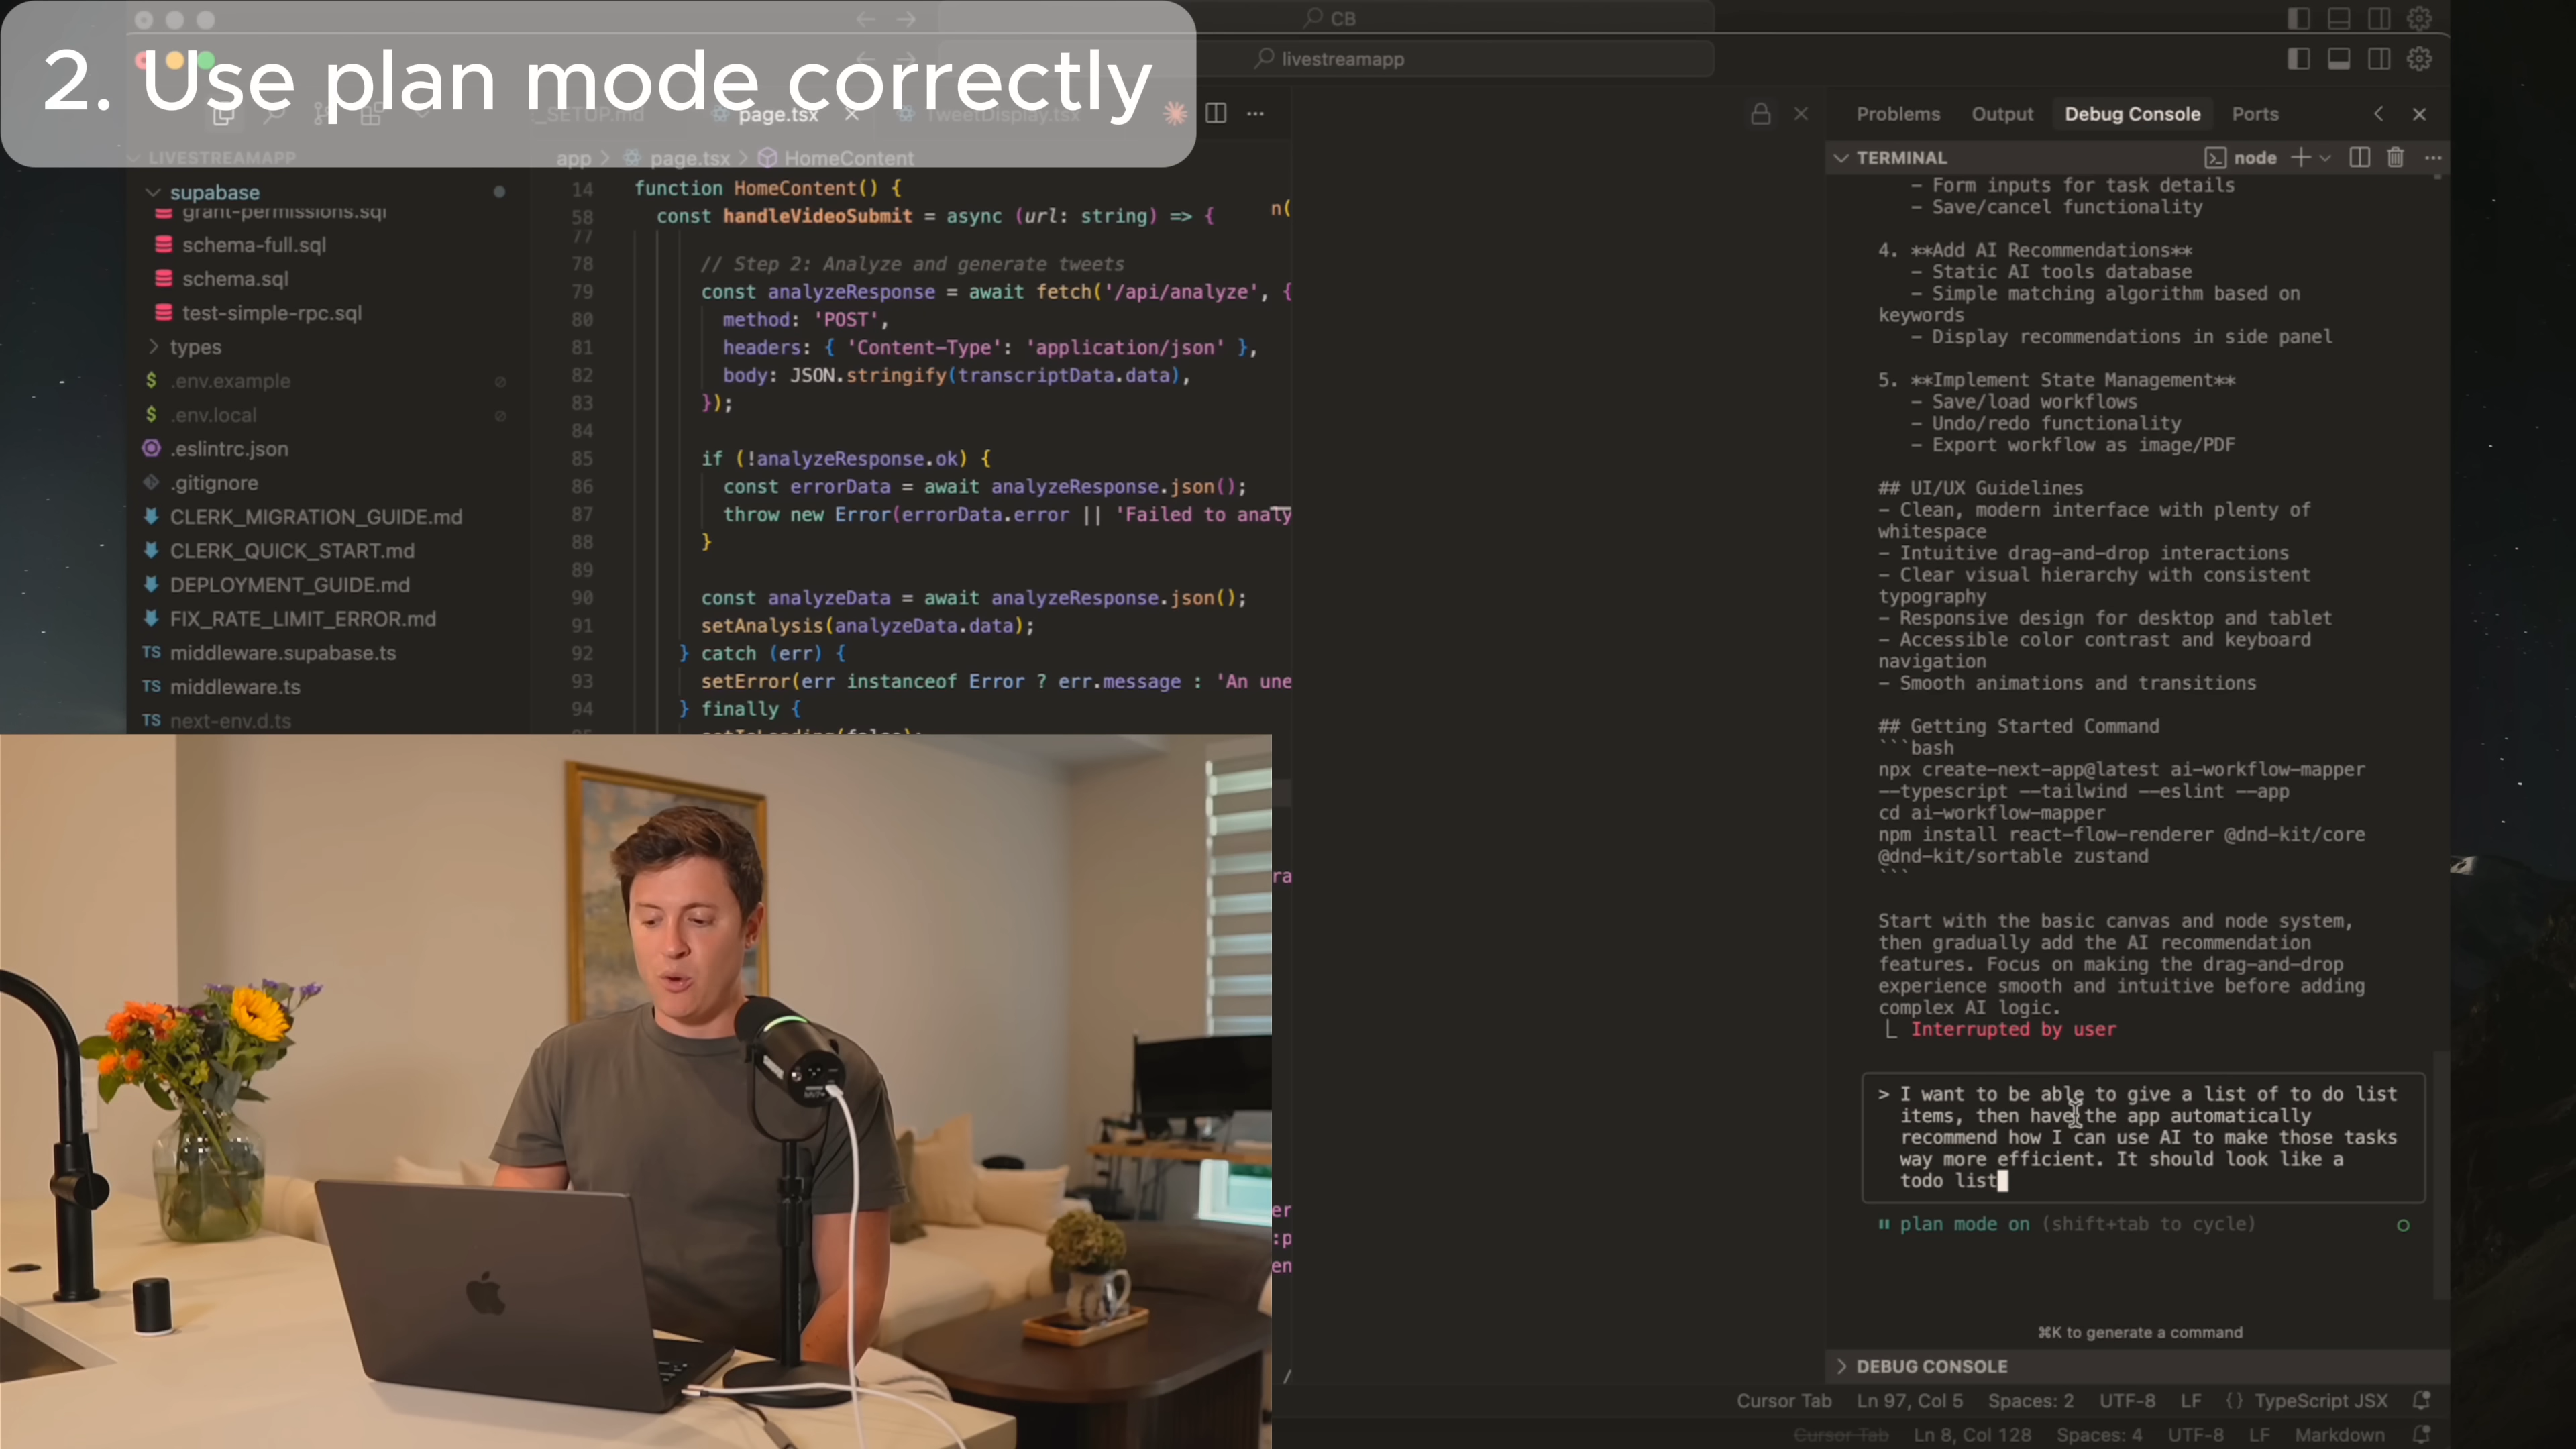 2. Use plan mode correctly
CB
livestreamapp
_SETUP.md
page.tsx
TweetDisplay.tsx
LIVESTREAMAPP
supabase
grant-permissions.sql
schema-full.sql
schema.sql
test-simple-rpc.sql
types
.env.example
.env.local
.eslintrc.json
.gitignore
CLERK_MIGRATION_GUIDE.md
CLERK_QUICK_START.md
DEPLOYMENT_GUIDE.md
FIX_RATE_LIMIT_ERROR.md
TS middleware.supabase.ts
TS middleware.ts
TS next-env.d.ts
app > page.tsx > HomeContent
14 function HomeContent() {
58 const handleVideoSubmit = async (url: string) => {
77
78 // Step 2: Analyze and generate tweets
79 const analyzeResponse = await fetch('/api/analyze', {
80 method: 'POST',
81 headers: { 'Content-Type': 'application/json' },
82 body: JSON.stringify(transcriptData.data),
83 });
84
85 if (!analyzeResponse.ok) {
86 const errorData = await analyzeResponse.json();
87 throw new Error(errorData.error || 'Failed to analy
88 }
89
90 const analyzeData = await analyzeResponse.json();
91 setAnalysis(analyzeData.data);
92 } catch (err) {
93 setError(err instanceof Error ? err.message : 'An une
94 } finally {
n(
ra
er
:p
en
/
Problems Output Debug Console Ports
TERMINAL
node
- Form inputs for task details
- Save/cancel functionality
4. **Add AI Recommendations**
- Static AI tools database
- Simple matching algorithm based on
keywords
- Display recommendations in side panel
5. **Implement State Management**
- Save/load workflows
- Undo/redo functionality
- Export workflow as image/PDF
## UI/UX Guidelines
- Clean, modern interface with plenty of
whitespace
- Intuitive drag-and-drop interactions
- Clear visual hierarchy with consistent
typography
- Responsive design for desktop and tablet
- Accessible color contrast and keyboard
navigation
- Smooth animations and transitions
## Getting Started Command
```bash
npx create-next-app@latest ai-workflow-mapper
--typescript --tailwind --eslint --app
cd ai-workflow-mapper
npm install react-flow-renderer @dnd-kit/core
@dnd-kit/sortable zustand
```
Start with the basic canvas and node system,
then gradually add the AI recommendation
features. Focus on making the drag-and-drop
experience smooth and intuitive before adding
complex AI logic.
Interrupted by user
> I want to be able to give a list of to do list
items, then have the app automatically
recommend how I can use AI to make those tasks
way more efficient. It should look like a
todo list
plan mode on (shift+tab to cycle)
⌘K to generate a command
DEBUG CONSOLE
Cursor Tab Ln 97, Col 5 Spaces: 2 UTF-8 LF {} TypeScript JSX
Cursor Tab Ln 8, Col 128 Spaces: 4 UTF-8 LF Markdown